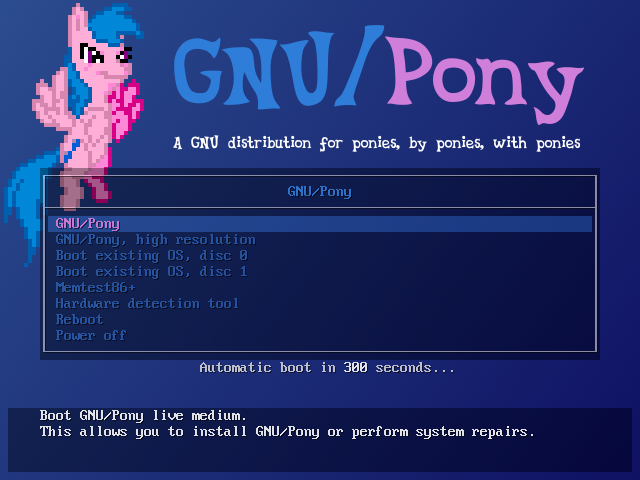 GNU/Pony
A GNU distribution for ponies, by ponies, with ponies
GNU/Pony
GNU/Pony
GNU/Pony, high resolution
Boot existing OS, disc 0
Boot existing OS, disc 1
Memtest86+
Hardware detection tool
Reboot
Power off
Automatic boot in 300 seconds...
Boot GNU/Pony live medium.
This allows you to install GNU/Pony or perform system repairs.